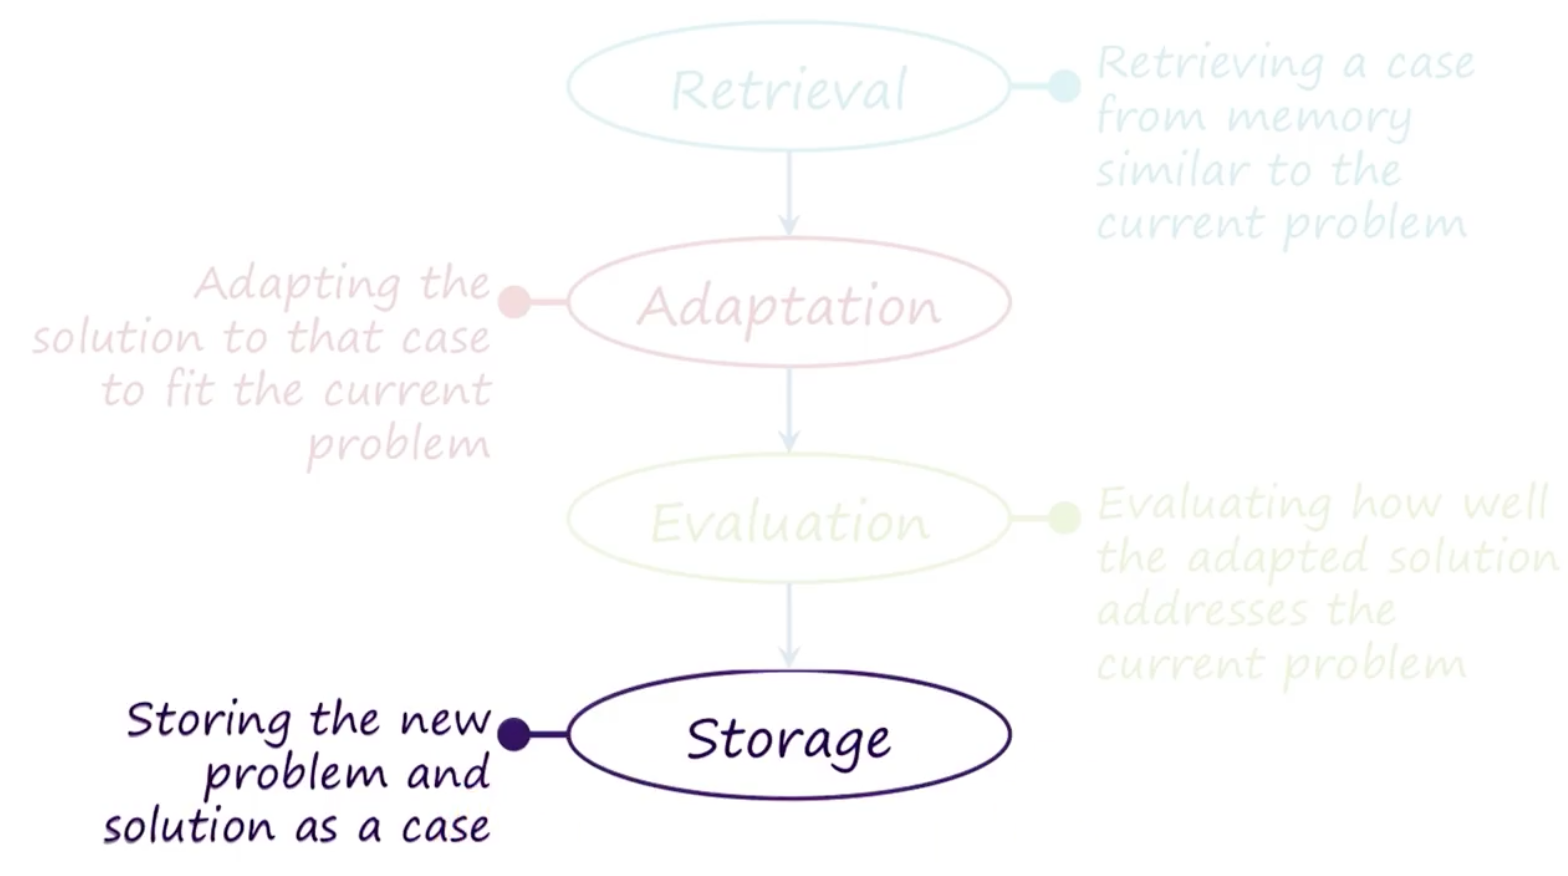 Retrieval
Retrieving a case
from memory
similar to the
current problem
Adaptation
Adapting the
solution to that case
to fit the current
problem
Evaluation
Evaluating how well
the adapted solution
addresses the
current problem
Storage
Storing the new
problem and
solution as a case